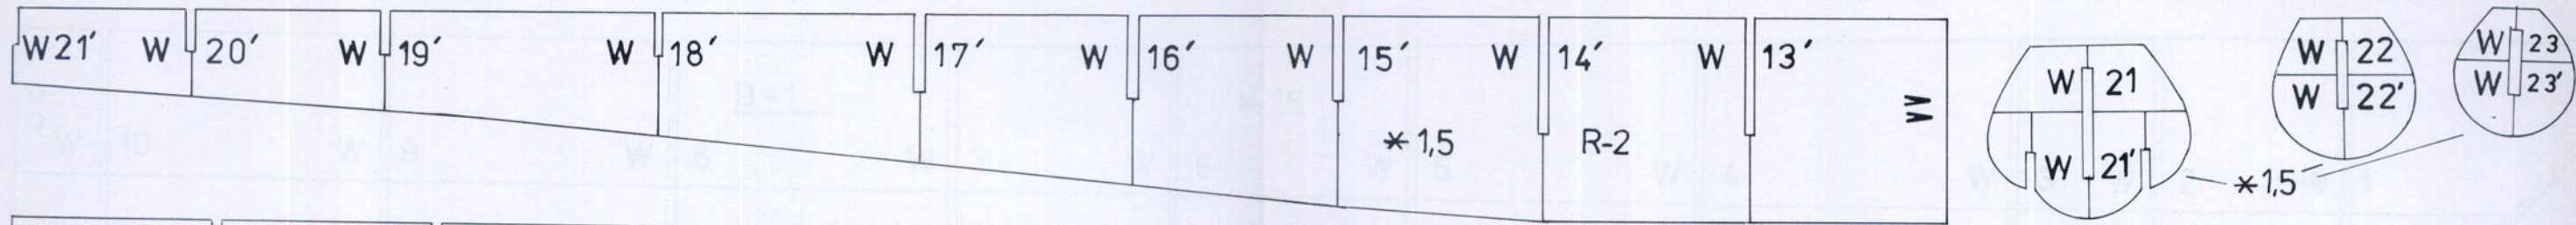 W21′ W 20′ W 19′ W 18′ W 17′ W 16′ W 15′ W 14′ W 13′
*1,5 R-2
W 21
W 21′
W 22
W 22′
W 23
W 23′
*1,5